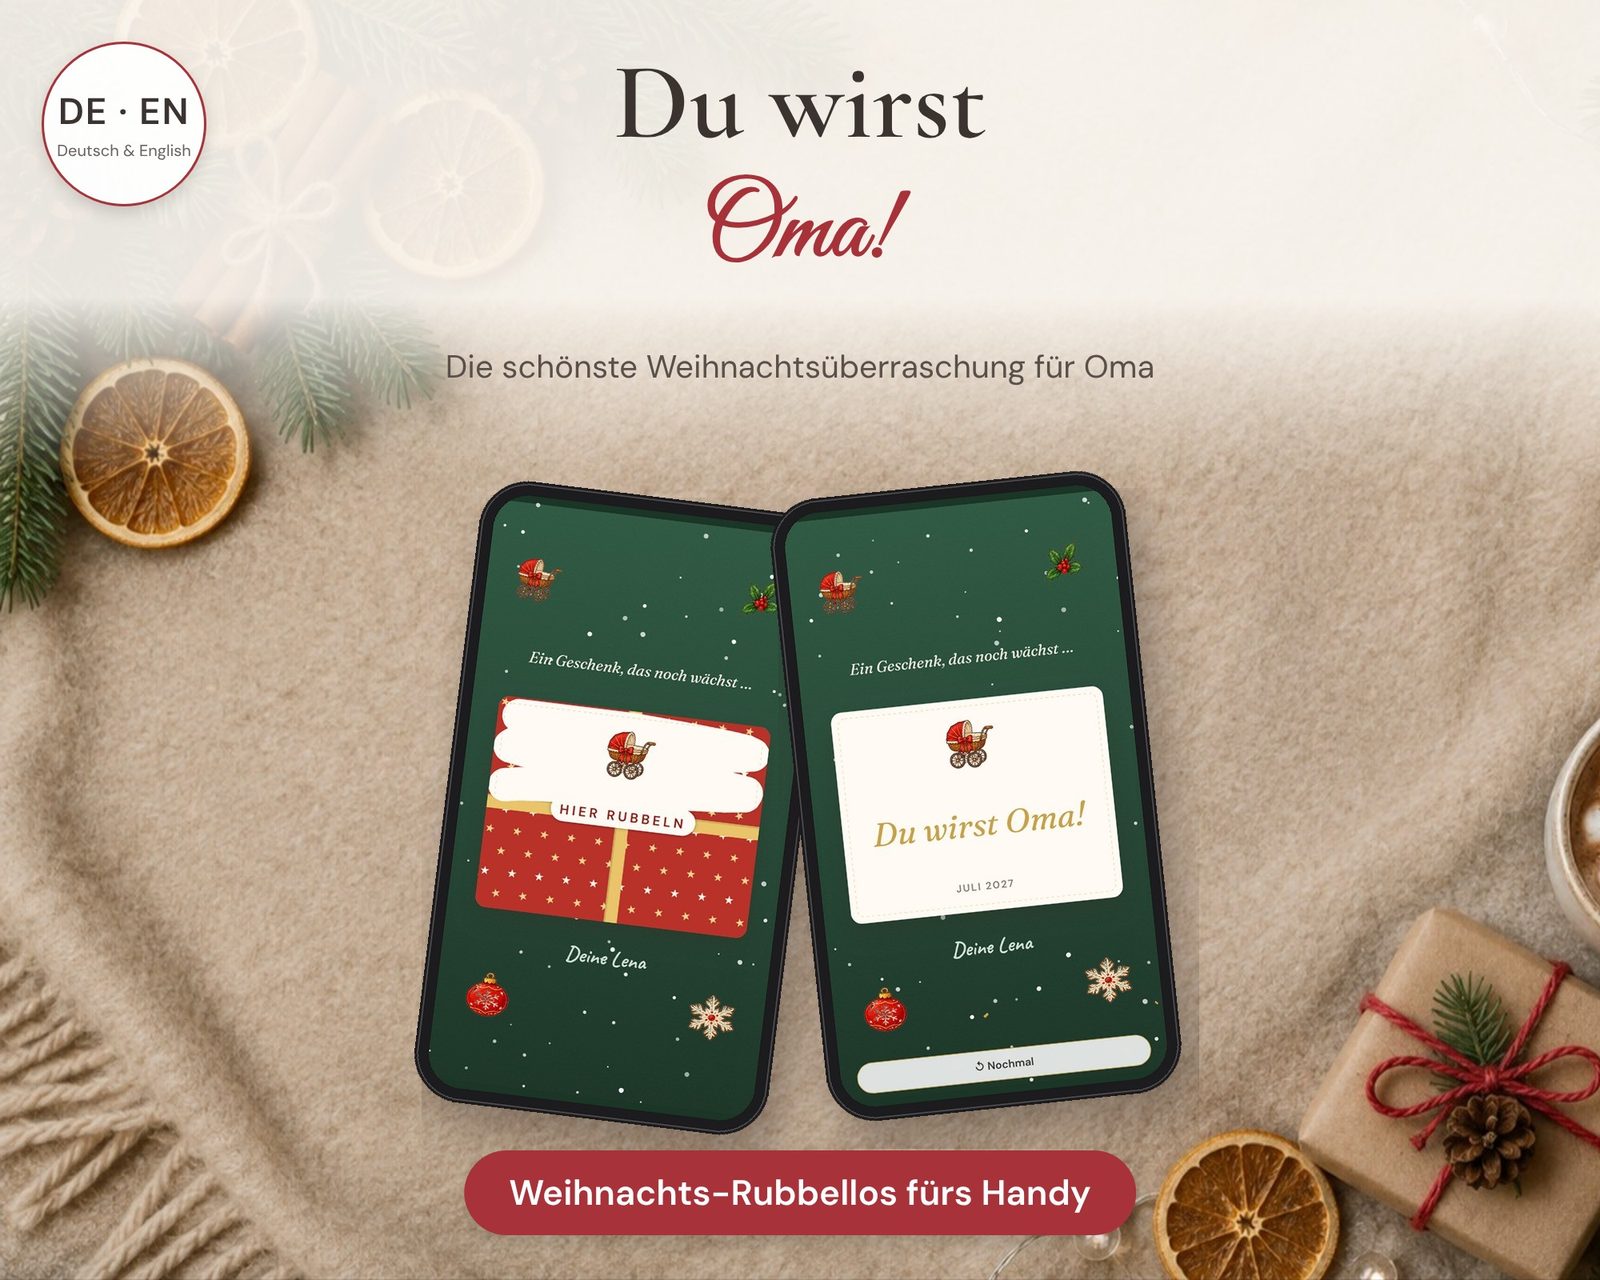 DE · EN
Deutsch & English
Du wirst
Oma!
Die schönste Weihnachtsüberraschung für Oma
Ein Geschenk, das noch wächst ...
HIER RUBBELN
Deine Lena
Ein Geschenk, das noch wächst ...
Du wirst Oma!
JULI 2027
Deine Lena
Nochmal
Weihnachts-Rubbellos fürs Handy